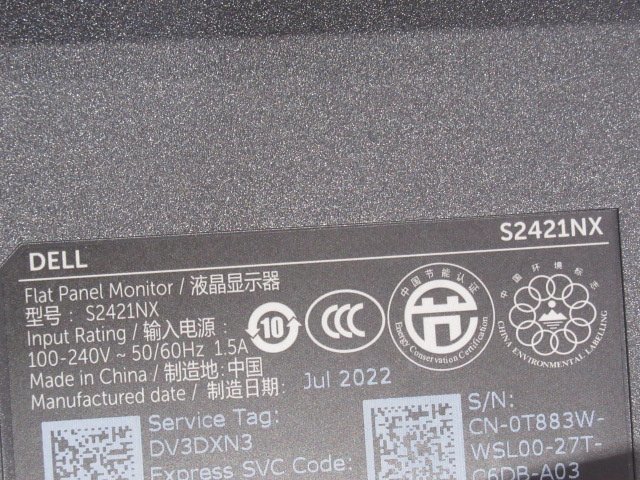 DELL
S2421NX
Flat Panel Monitor / 液晶显示器
型号: S2421NX
Input Rating / 输入电源:
100-240V ~ 50/60Hz 1.5A
Made in China / 制造地:中国
Manufactured date / 制造日期: Jul 2022
10
CCC
中国节能认证
节
Energy Conservation Certification
中国环境标志
CHINA ENVIRONMENTAL LABELLING
Service Tag:
DV3DXN3
Express SVC Code:
S/N:
CN-0T883W-
WSL00-27T-
C6DB-A03